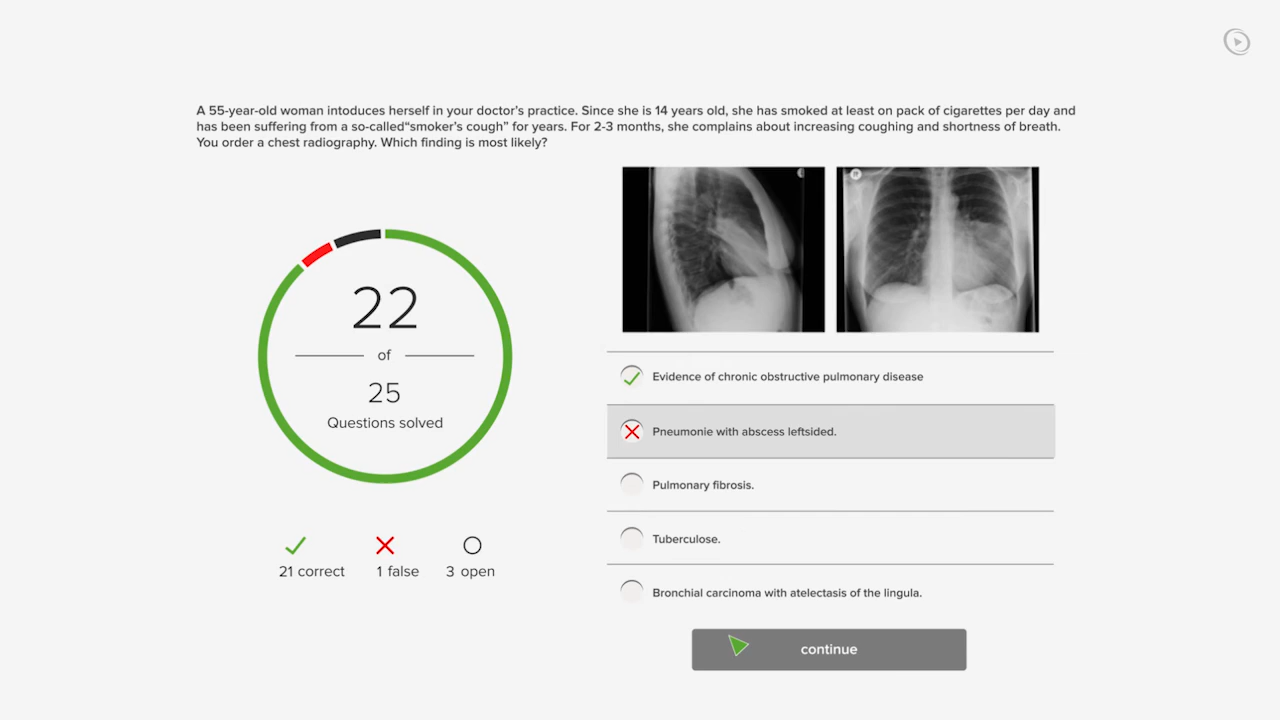 A 55-year-old woman intoduces herself in your doctor's practice. Since she is 14 years old, she has smoked at least on pack of cigarettes per day and
has been suffering from a so-called“smoker's cough” for years. For 2-3 months, she complains about increasing coughing and shortness of breath.
You order a chest radiography. Which finding is most likely?
22
of
25
Questions solved
21 correct
1 false
3 open
Evidence of chronic obstructive pulmonary disease
Pneumonie with abscess leftsided.
Pulmonary fibrosis.
Tuberculose.
Bronchial carcinoma with atelectasis of the lingula.
continue